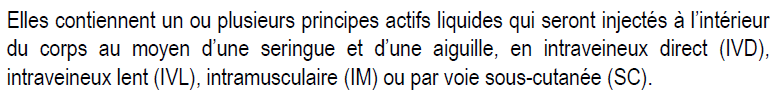 Elles contiennent un ou plusieurs principes actifs liquides qui seront injectés à l’intérieur
du corps au moyen d’une seringue et d’une aiguille, en intraveineux direct (IVD),
intraveineux lent (IVL), intramusculaire (IM) ou par voie sous-cutanée (SC).